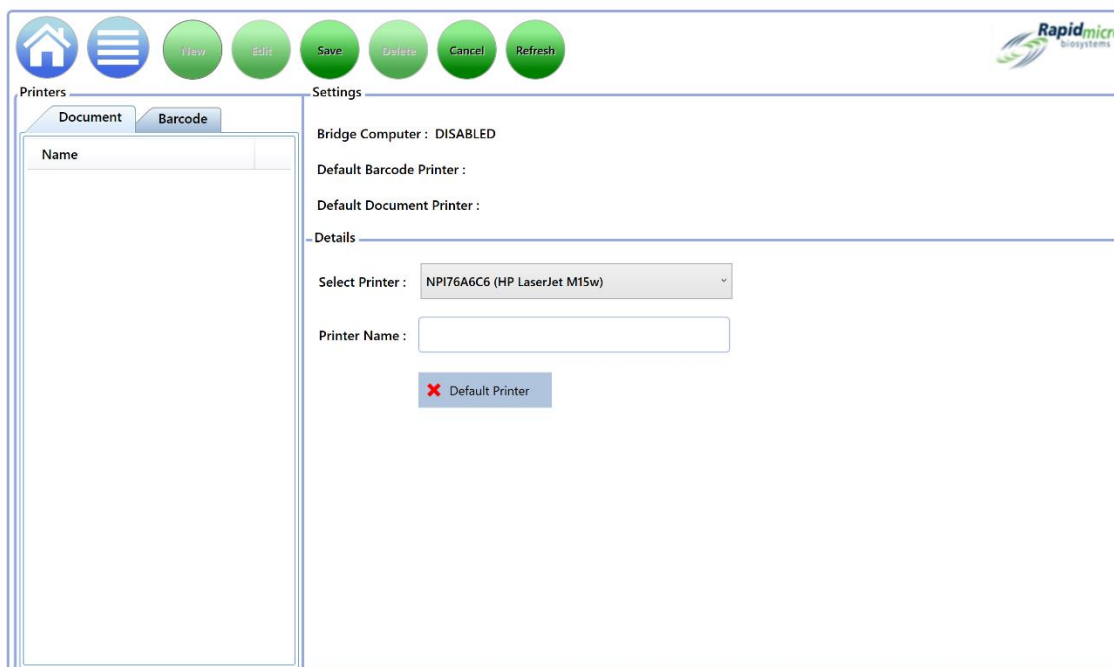 New Edit Save Delete Cancel Refresh
Rapidmicro
biosystems
Printers
Document Barcode
Name
Settings
Bridge Computer : DISABLED
Default Barcode Printer :
Default Document Printer :
Details
Select Printer : NPI76A6C6 (HP LaserJet M15w)
Printer Name :
Default Printer